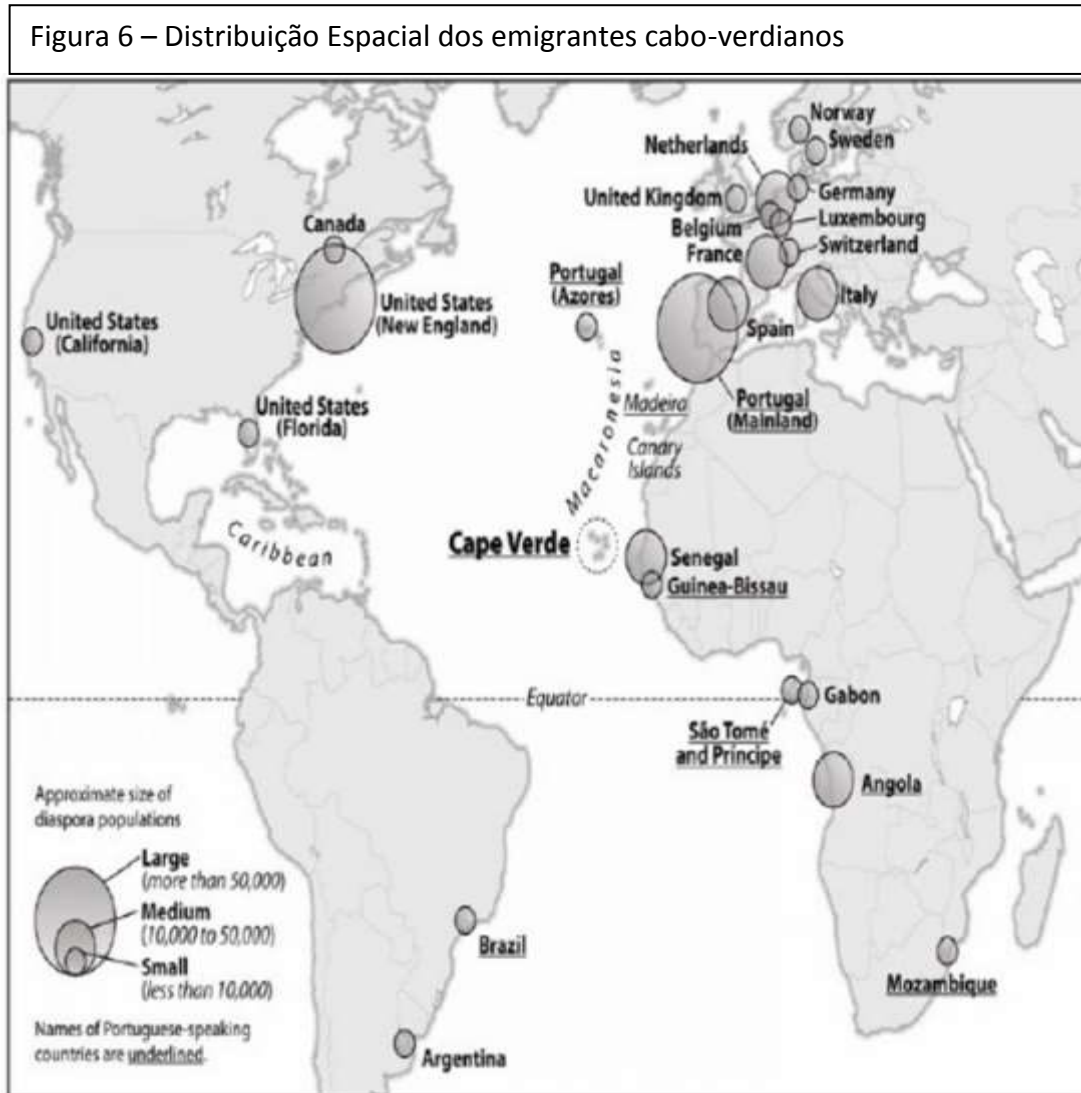 Figura 6 – Distribuição Espacial dos emigrantes cabo-verdianos
Norway
Sweden
Netherlands
United Kingdom
Germany
Belgium
Luxembourg
France
Switzerland
Canada
Portugal
(Azores)
United States
(New England)
Italy
United States
(California)
Spain
Macaronesia
Madeira
Portugal
(Mainland)
United States
(Florida)
Canary
Islands
Caribbean
Cape Verde
Senegal
Guinea-Bissau
Equator
Gabon
São Tomé
and Príncipe
Angola
Approximate size of
diaspora populations
Large
(more than 50,000)
Medium
(10,000 to 50,000)
Small
(less than 10,000)
Brazil
Mozambique
Names of Portuguese-speaking
countries are underlined.
Argentina